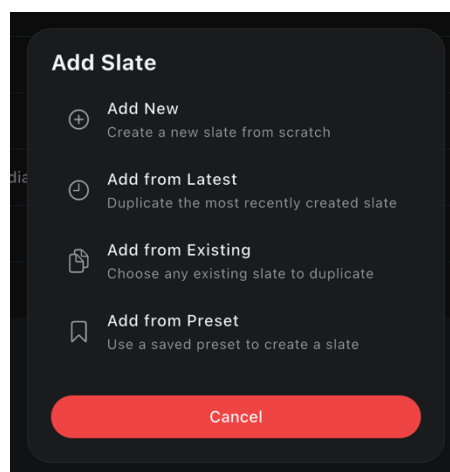 Add Slate
Add New
Create a new slate from scratch
dia
Add from Latest
Duplicate the most recently created slate
Add from Existing
Choose any existing slate to duplicate
Add from Preset
Use a saved preset to create a slate
Cancel